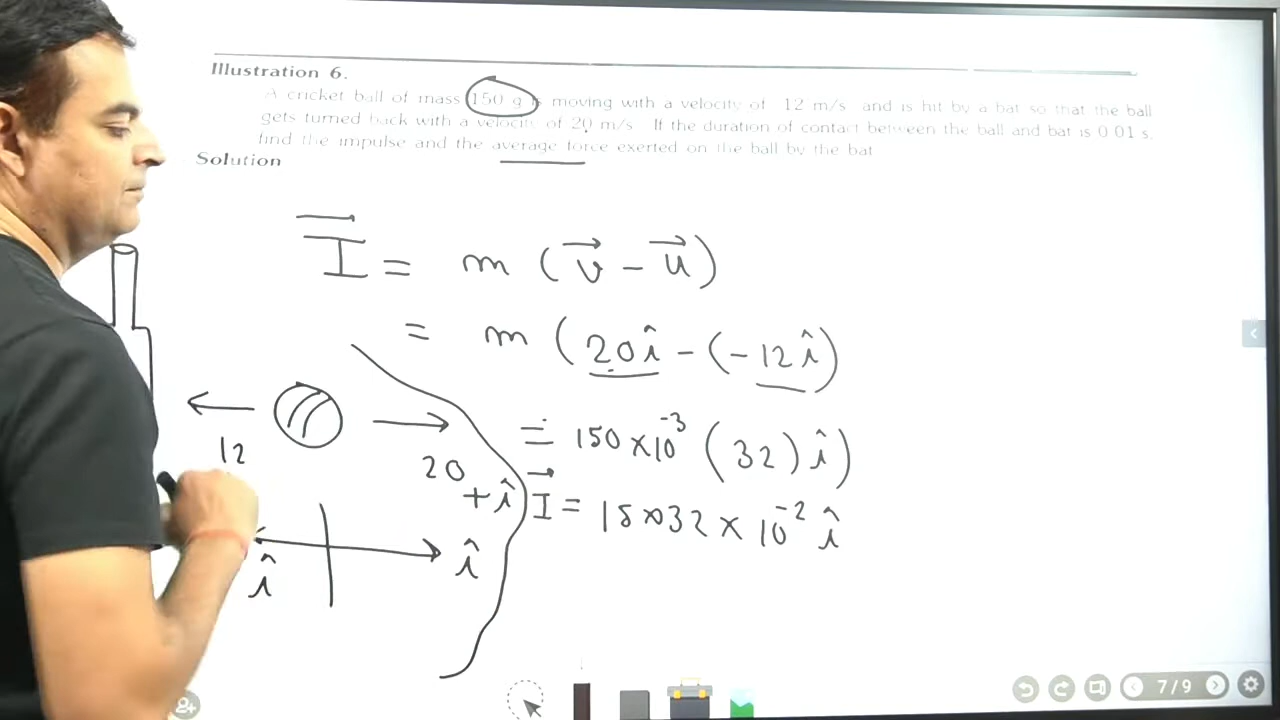 Illustration 6.
A cricket ball of mass 150 g is moving with a velocity of 12 m/s and is hit by a bat so that the ball
gets turned back with a velocity of 20 m/s. If the duration of contact between the ball and bat is 0.01 s,
find the impulse and the average force exerted on the ball by the bat
Solution
I⃗ = m (v⃗ - u⃗)
= m (20î - (-12î)
= 150×10⁻³ (32) î)
I⃗ = 15×32 × 10⁻² î
12
20
+î
î
î
7/9